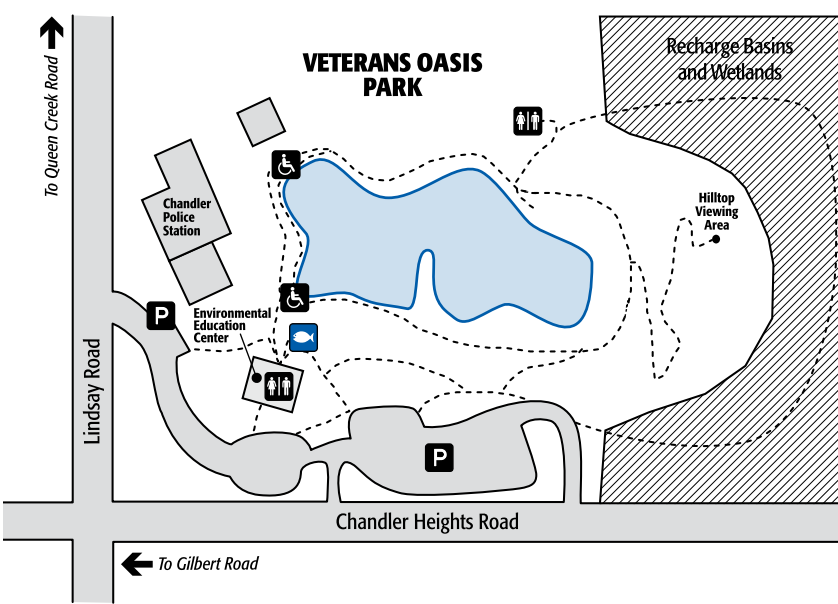 VETERANS OASIS
PARK
Recharge Basins
and Wetlands
To Queen Creek Road
Chandler
Police
Station
Hilltop
Viewing
Area
P
Environmental
Education
Center
Lindsay Road
P
Chandler Heights Road
To Gilbert Road